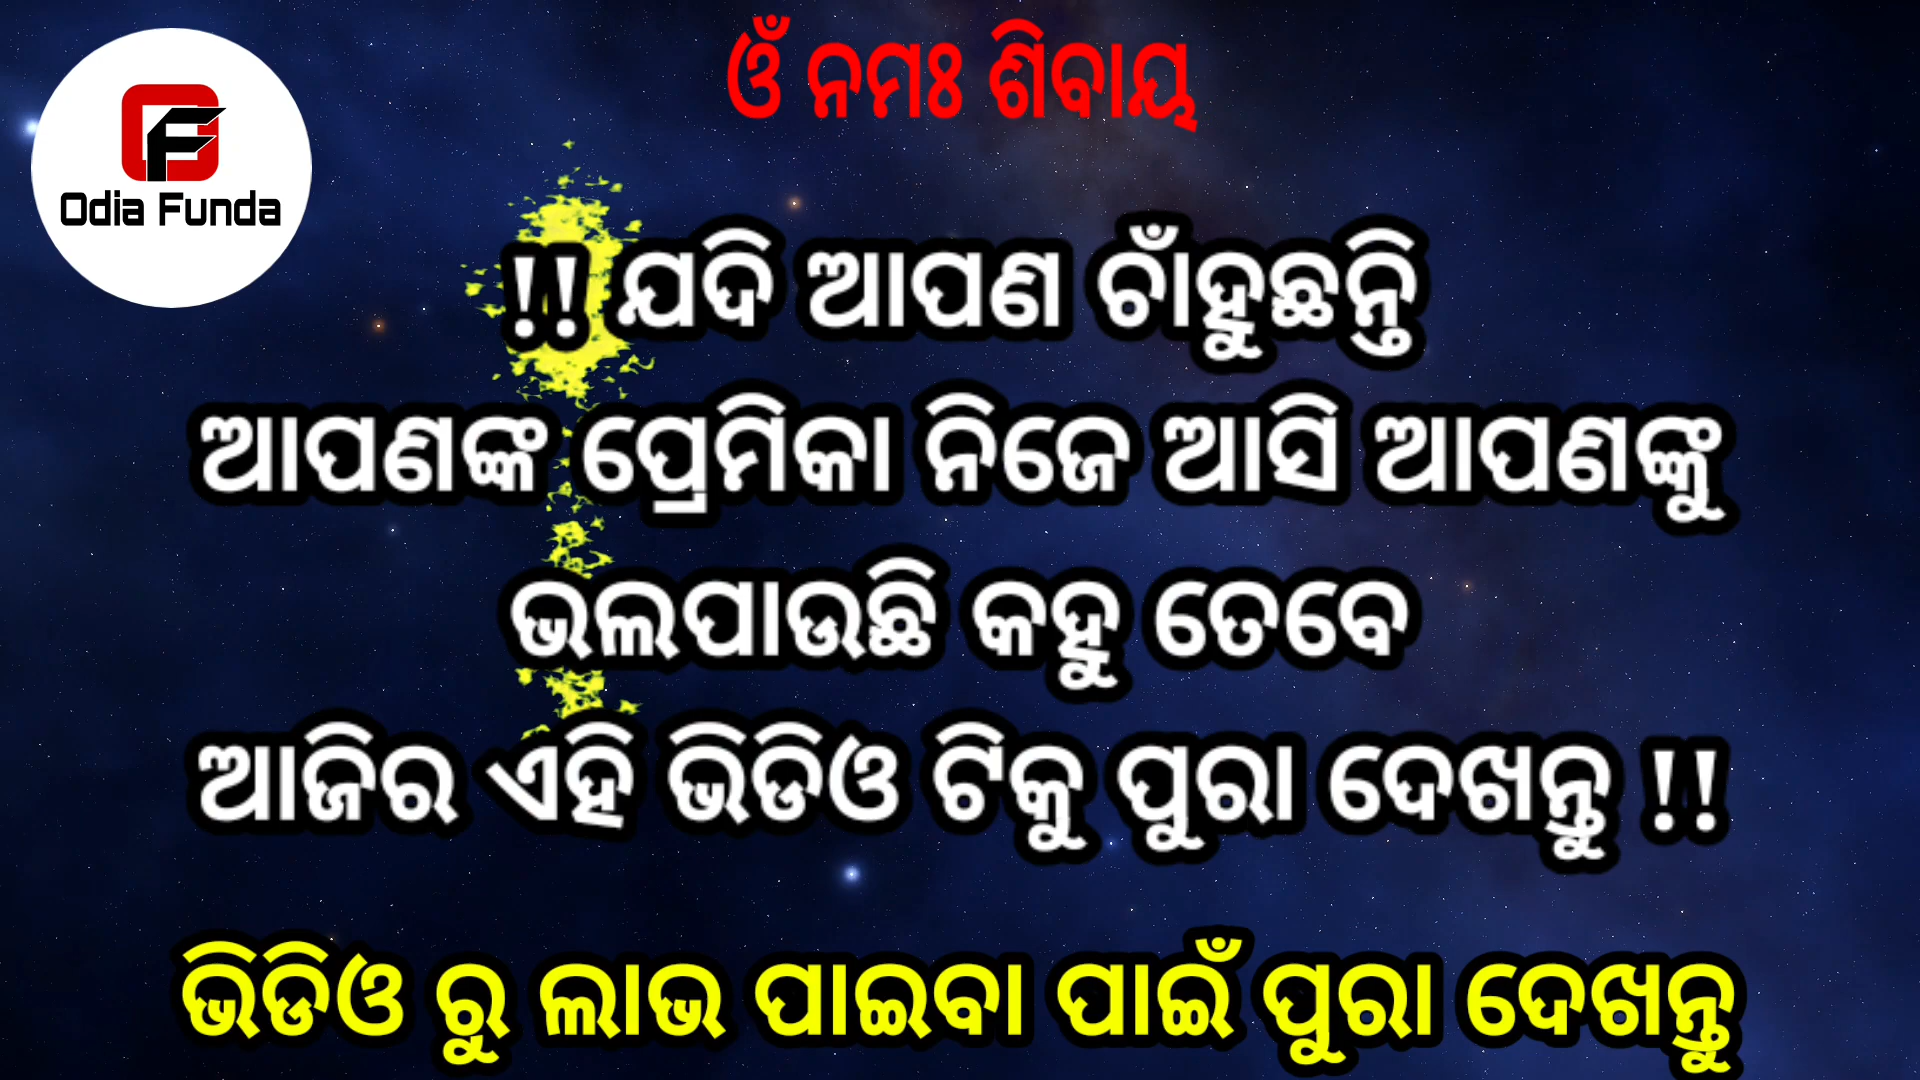 ଓଁ ନମଃ ଶିବାୟ
Odia Funda
!! ଯଦି ଆପଣ ଚାଁହୁଛନ୍ତି
ଆପଣଙ୍କ ପ୍ରେମିକା ନିଜେ ଆସି ଆପଣଙ୍କୁ
ଭଲପାଉଛି କହୁ ତେବେ
ଆଜିର ଏହି ଭିଡିଓ ଟିକୁ ପୁରା ଦେଖନ୍ତୁ !!
ଭିଡିଓ ରୁ ଲାଭ ପାଇବା ପାଇଁ ପୁରା ଦେଖନ୍ତୁ